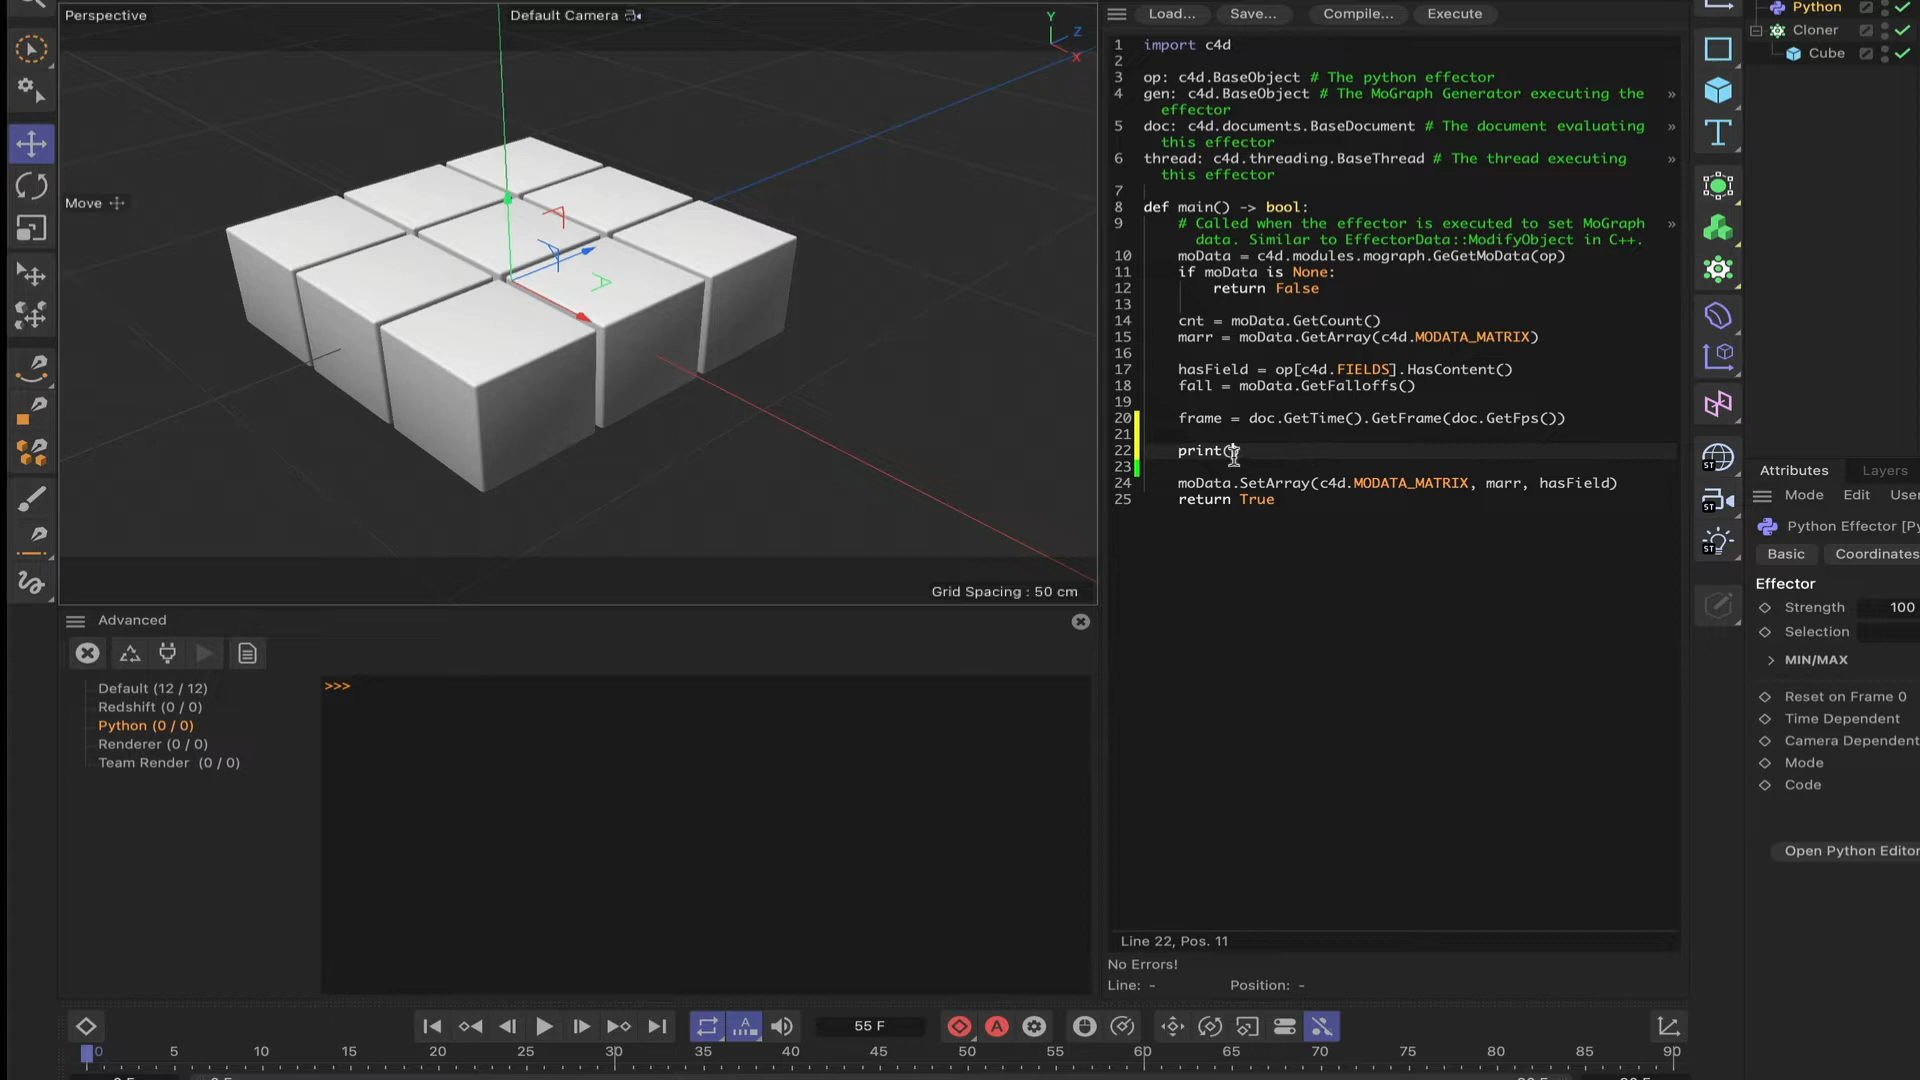 Perspective
Default Camera
Y
Z
X
Move
Grid Spacing : 50 cm
Load...
Save...
Compile...
Execute
1 import c4d
2
3 op: c4d.BaseObject # The python effector
4 gen: c4d.BaseObject # The MoGraph Generator executing the »
effector
5 doc: c4d.documents.BaseDocument # The document evaluating »
this effector
6 thread: c4d.threading.BaseThread # The thread executing »
this effector
7
8 def main() -> bool:
9 # Called when the effector is executed to set MoGraph »
data. Similar to EffectorData::ModifyObject in C++.
10 moData = c4d.modules.mograph.GeGetMoData(op)
11 if moData is None:
12 return False
13
14 cnt = moData.GetCount()
15 marr = moData.GetArray(c4d.MODATA_MATRIX)
16
17 hasField = op[c4d.FIELDS].HasContent()
18 fall = moData.GetFalloffs()
19
20 frame = doc.GetTime().GetFrame(doc.GetFps())
21
22 print(
23
24 moData.SetArray(c4d.MODATA_MATRIX, marr, hasField)
25 return True
Line 22, Pos. 11
No Errors!
Line: -
Position: -
Python
Cloner
Cube
T
ST
ST
ST
Attributes
Layers
Mode
Edit
User
Python Effector [Py
Basic
Coordinates
Effector
Strength
100
Selection
MIN/MAX
Reset on Frame 0
Time Dependent
Camera Dependent
Mode
Code
Open Python Editor
Advanced
Default (12 / 12)
Redshift (0 / 0)
Python (0 / 0)
Renderer (0 / 0)
Team Render (0 / 0)
>>>
A
55 F
A
0 5 10 15 20 25 30 35 40 45 50 55 60 65 70 75 80 85 90